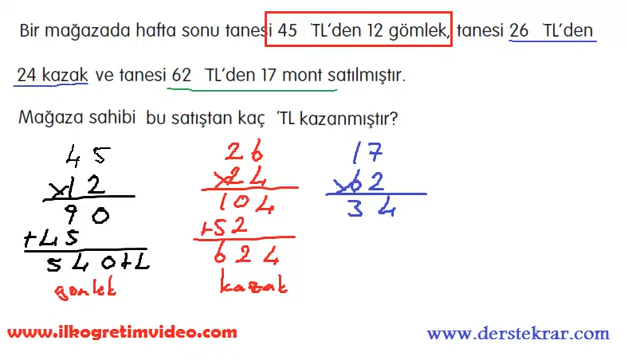 Bir mağazada hafta sonu tanesi 45 TL'den 12 gömlek, tanesi 26 TL'den
24 kazak ve tanesi 62 TL'den 17 mont satılmıştır.
Mağaza sahibi bu satıştan kaç TL kazanmıştır?
45 26 17
x12 x24 x62
90 104 34
+45 +52
540 TL 624
gömlek kazak
www.ilkogretimvideo.com www.derstekrar.com